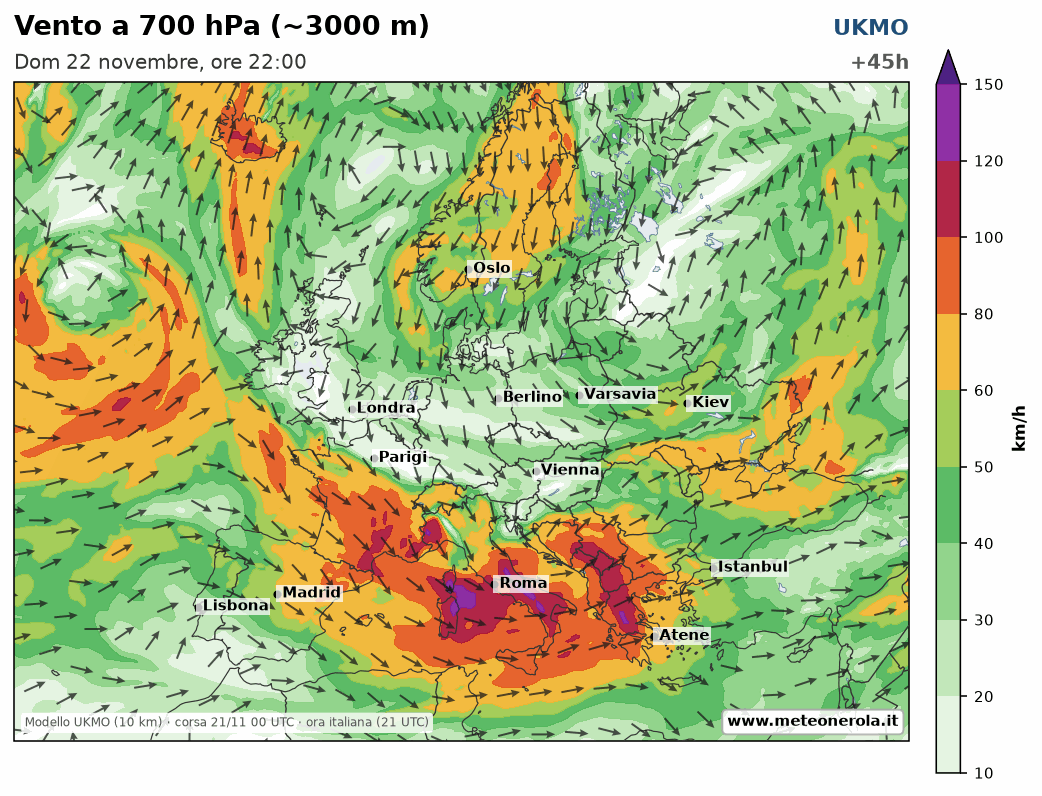 Vento a 700 hPa (~3000 m)
UKMO
Dom 22 novembre, ore 22:00
+45h
150
120
100
80
60
50
40
30
20
10
km/h
Oslo
Berlino
Varsavia
Kiev
Londra
Parigi
Vienna
Istanbul
Roma
Madrid
Lisbona
Atene
Modello UKMO (10 km) · corsa 21/11 00 UTC · ora italiana (21 UTC)
www.meteonerola.it